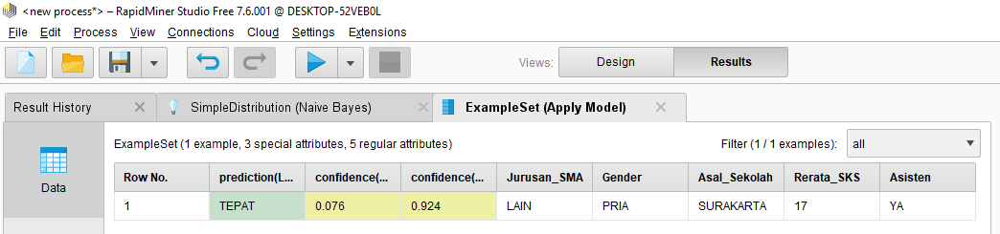 <new process*> – RapidMiner Studio Free 7.6.001 @ DESKTOP-52VEB0L
File Edit Process View Connections Cloud Settings Extensions
Views: Design Results
Result History SimpleDistribution (Naive Bayes) ExampleSet (Apply Model)
Data
ExampleSet (1 example, 3 special attributes, 5 regular attributes) Filter (1 / 1 examples): all
Row No. prediction(L... confidence(... confidence(... Jurusan_SMA Gender Asal_Sekolah Rerata_SKS Asisten
1 TEPAT 0.076 0.924 LAIN PRIA SURAKARTA 17 YA